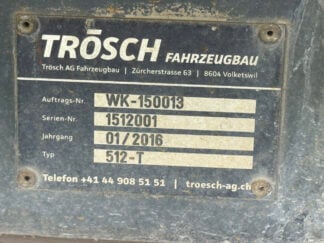 TRÖSCH FAHRZEUGBAU
Trösch AG Fahrzeugbau | Zürcherstrasse 63 | 8604 Volketswil
Auftrags-Nr WK-150013
Serien-Nr. 1512001
Jahrgang 01/2016
Typ 512-T
Telefon +41 44 908 51 51 | troesch-ag.ch